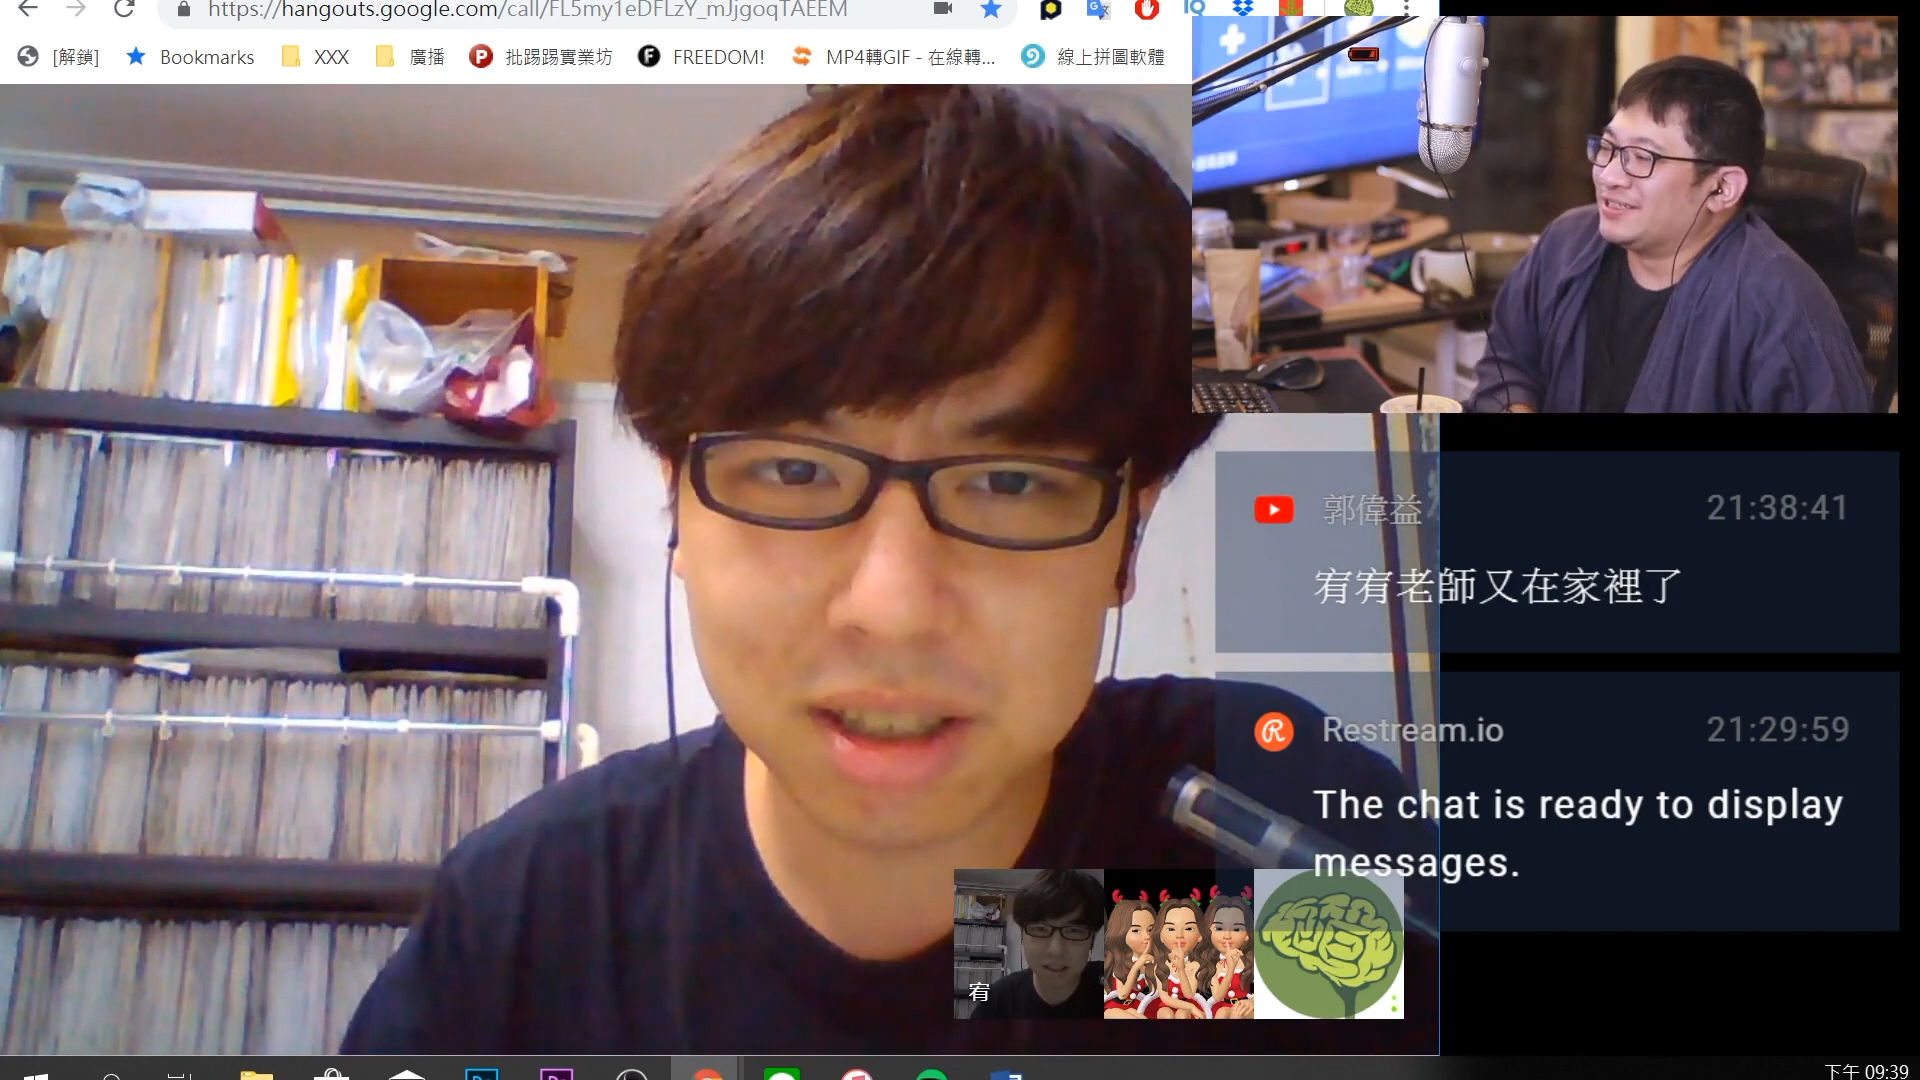 https://hangouts.google.com/call/FL5my1eDFLzY_mJjgoqTAEEM
[解鎖]
Bookmarks
XXX
廣播
批踢踢實業坊
FREEDOM!
MP4轉GIF - 在線轉...
線上拼圖軟體
郭偉益
21:38:41
宥宥老師又在家裡了
Restream.io
21:29:59
The chat is ready to display
messages.
宥
下午 09:39